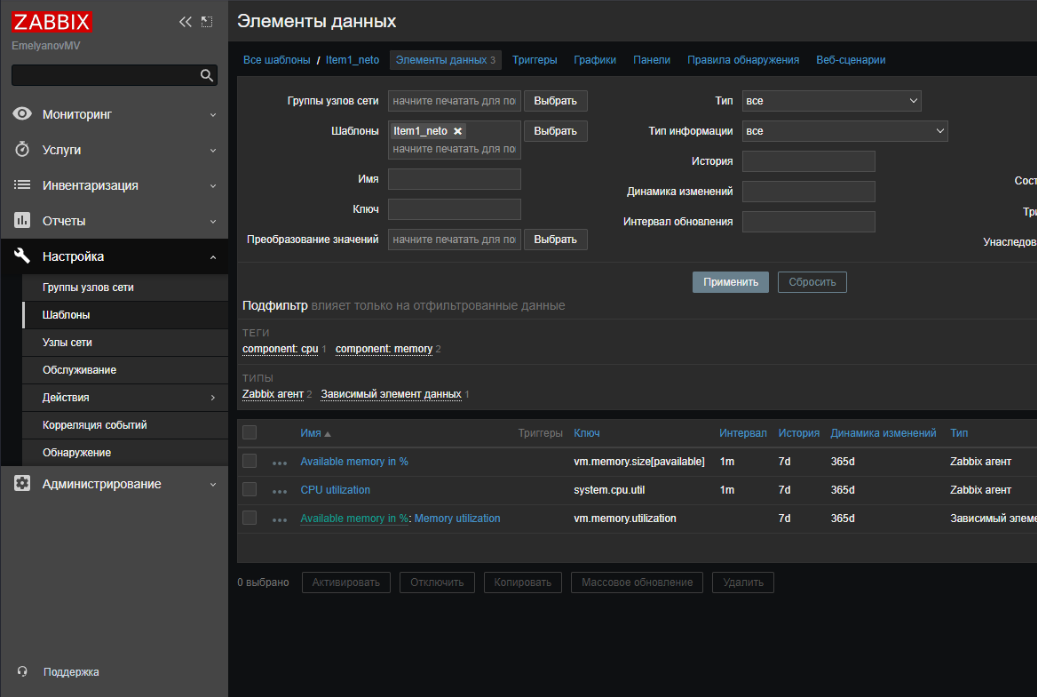 ZABBIX
EmelyanovMV
Мониторинг
Услуги
Инвентаризация
Отчеты
Настройка
Группы узлов сети
Шаблоны
Узлы сети
Обслуживание
Действия
Корреляция событий
Обнаружение
Администрирование
Поддержка
Элементы данных
Все шаблоны / Item1_neto Элементы данных 3 Триггеры Графики Панели Правила обнаружения Веб-сценарии
Группы узлов сети начните печатать для по Выбрать Тип все
Шаблоны Item1_neto Выбрать Тип информации все
начните печатать для пои
История
Имя Динамика изменений
Ключ Интервал обновления
Преобразование значений начните печатать для по Выбрать
Сост
Три
Унаследов
Применить Сбросить
Подфильтр влияет только на отфильтрованные данные
ТЕГИ
component: cpu 1 component: memory 2
ТИПЫ
Zabbix агент 2 Зависимый элемент данных 1
Имя Триггеры Ключ Интервал История Динамика изменений Тип
Available memory in % vm.memory.size[pavailable] 1m 7d 365d Zabbix агент
CPU utilization system.cpu.util 1m 7d 365d Zabbix агент
Available memory in %: Memory utilization vm.memory.utilization 7d 365d Зависимый элеме
0 выбрано Активировать Отключить Копировать Массовое обновление Удалить